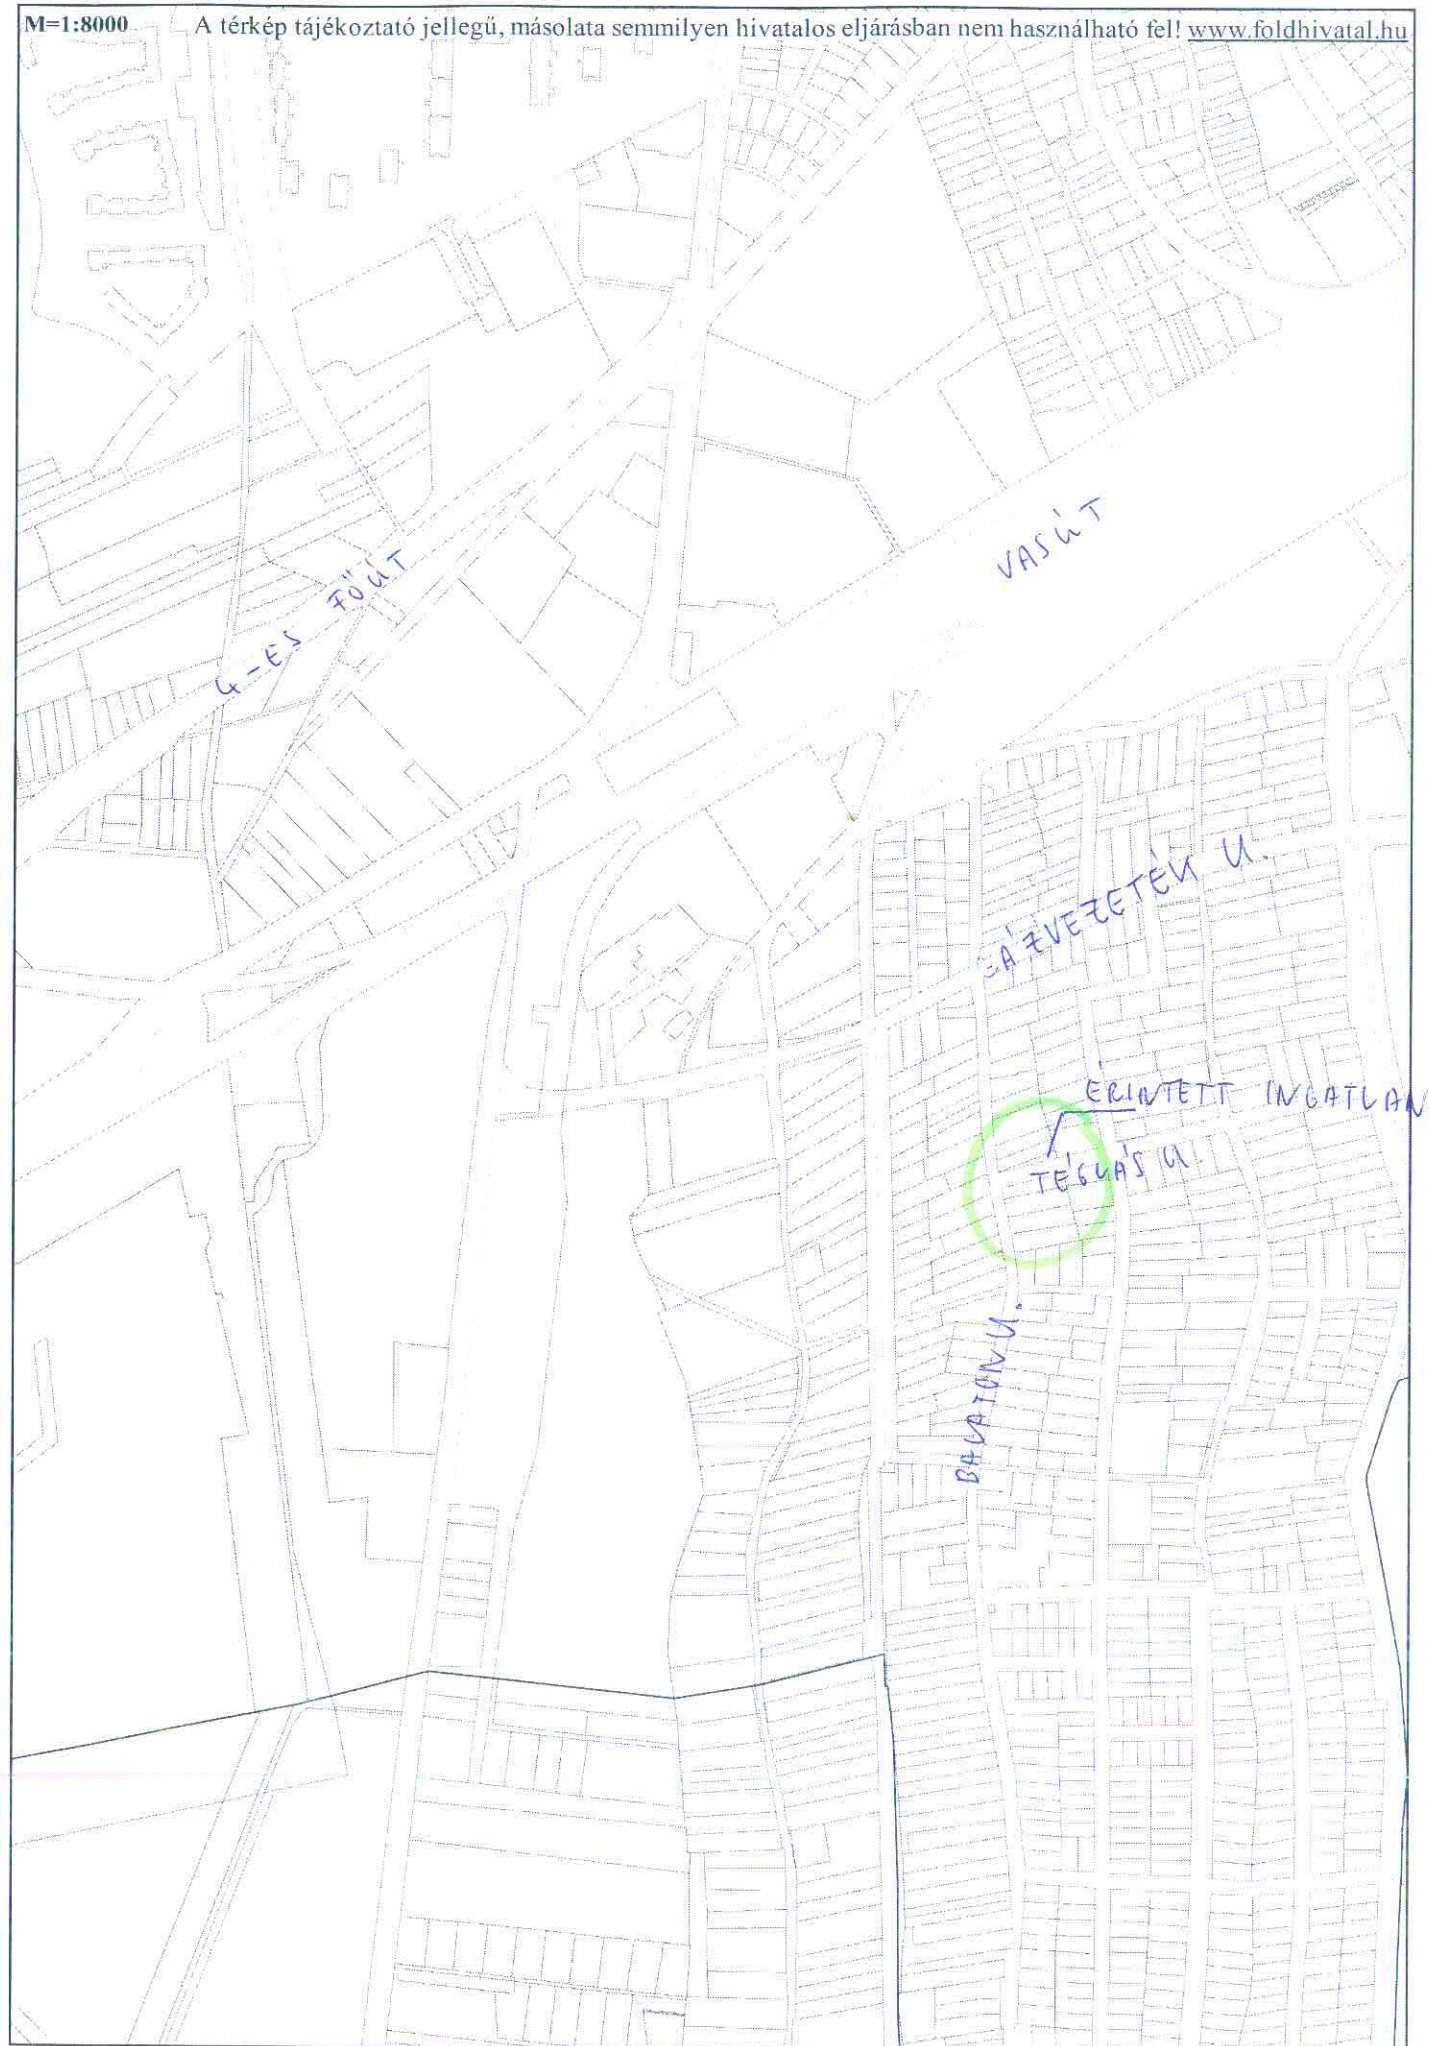 M=1:8000 A térkép tájékoztató jellegű, másolata semmilyen hivatalos eljárásban nem használható fel! www.foldhivatal.hu
VASÚT
4-ES FŐÚT
GÁZVEZETÉK U.
ÉRINTETT INGATLAN
TÉGLÁS U.
BALATON U.